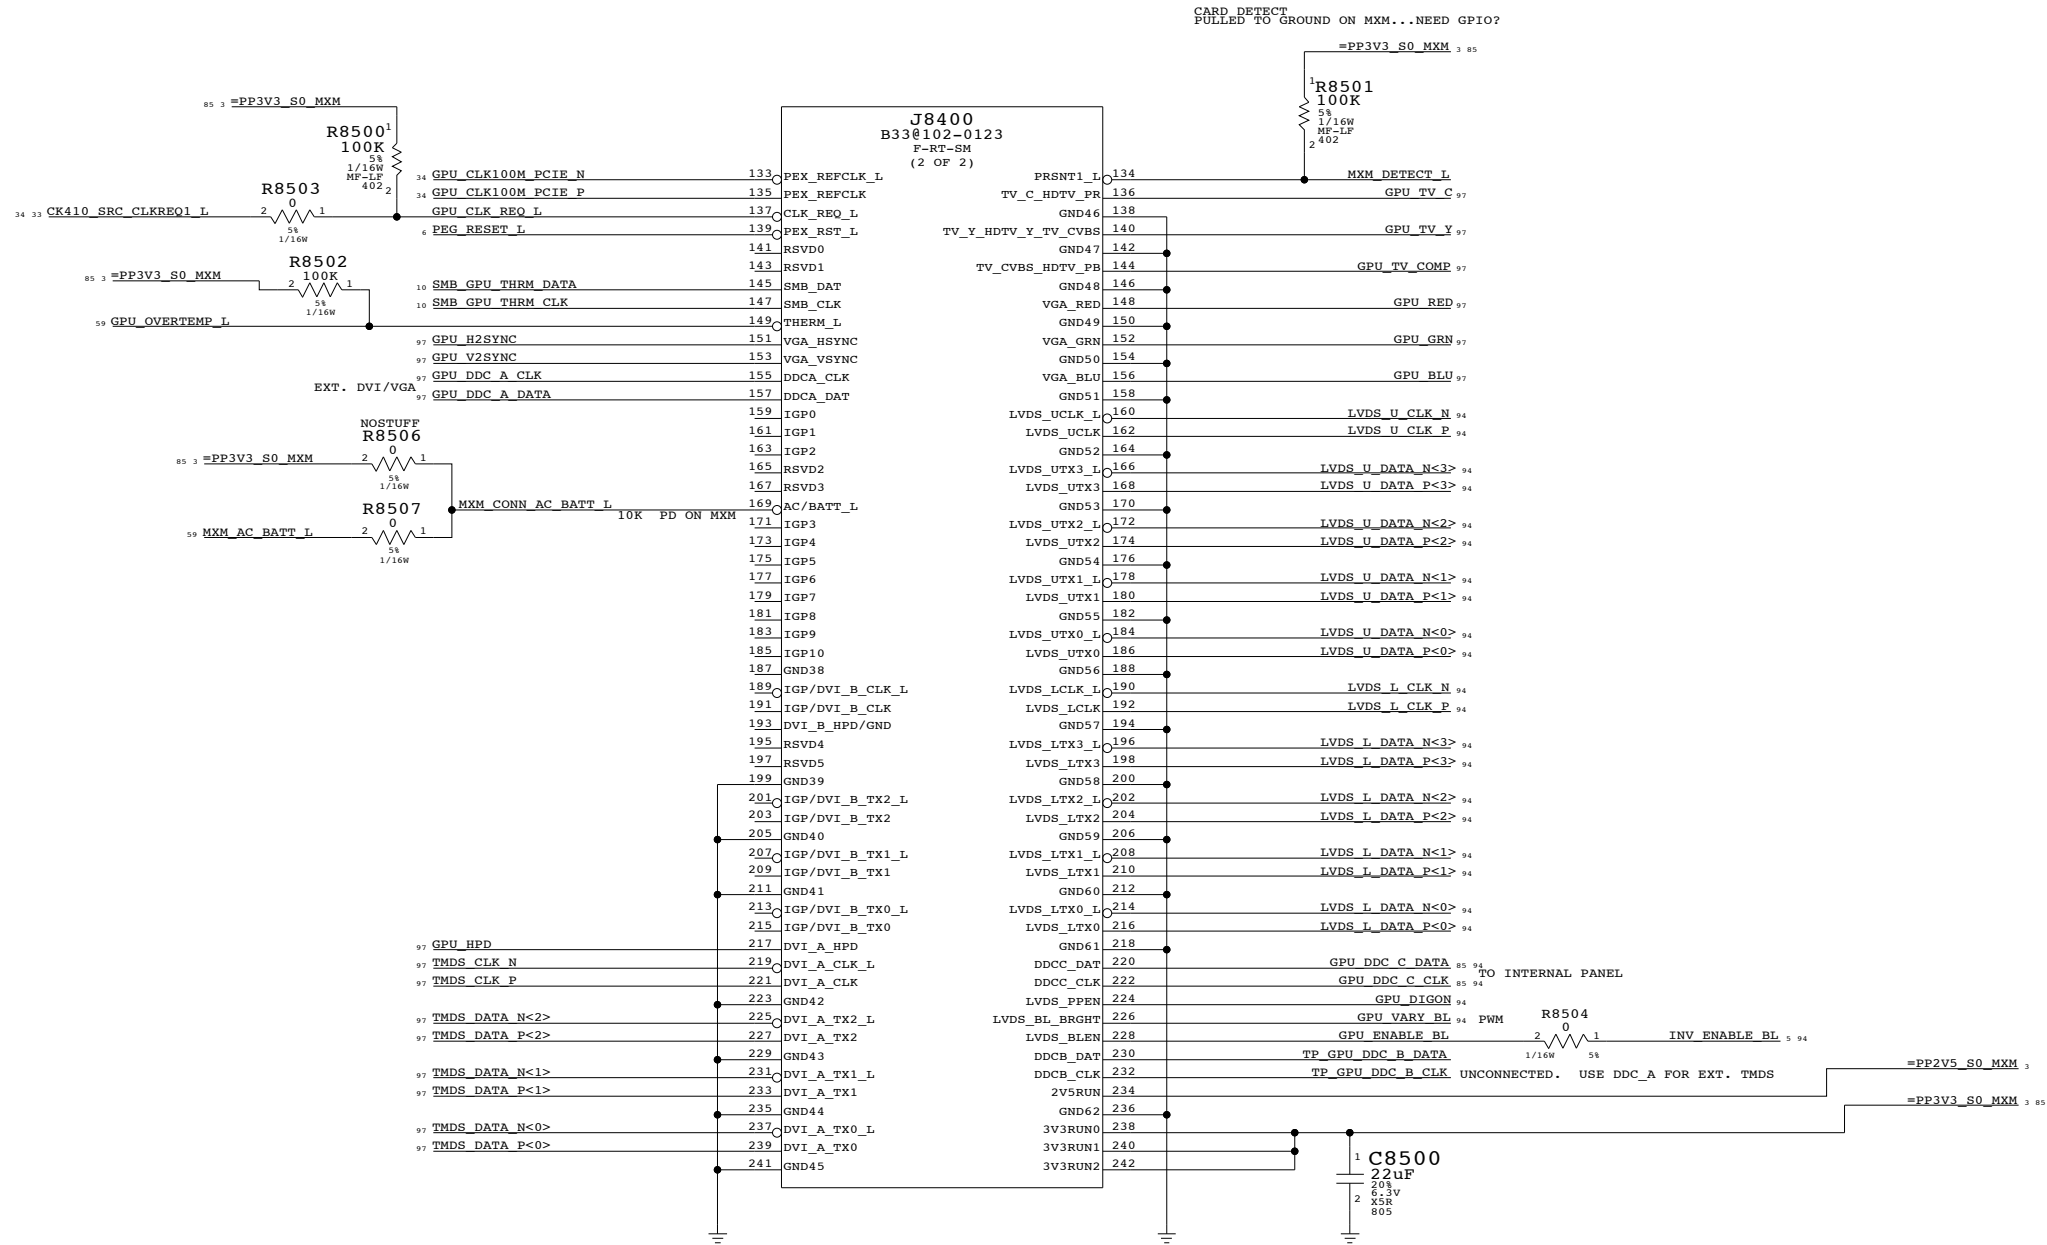 CARD DETECT
PULLED TO GROUND ON MXM...NEED GPIO?
=PP3V3_S0_MXM 3 85
1
R8501
100K
5%
1/16W
MF-LF
402
2
85 3 =PP3V3_S0_MXM
R8500
1
100K
5%
1/16W
MF-LF
402
2
R8503
0
34 33 CK410_SRC_CLKREQ1_L 2 1
5%
1/16W
R8502
100K
85 3 =PP3V3_S0_MXM 2 1
5%
1/16W
59 GPU_OVERTEMP_L
EXT. DVI/VGA
NOSTUFF
R8506
0
85 3 =PP3V3_S0_MXM 2 1
5%
1/16W
R8507
0
59 MXM_AC_BATT_L 2 1
5%
1/16W
MXM_CONN_AC_BATT_L
10K PD ON MXM
J8400
B33@102-0123
F-RT-SM
(2 OF 2)
34 GPU_CLK100M_PCIE_N 133 PEX_REFCLK_L
34 GPU_CLK100M_PCIE_P 135 PEX_REFCLK
GPU_CLK_REQ_L 137 CLK_REQ_L
6 PEG_RESET_L 139 PEX_RST_L
141 RSVD0
143 RSVD1
10 SMB_GPU_THRM_DATA 145 SMB_DAT
10 SMB_GPU_THRM_CLK 147 SMB_CLK
149 THERM_L
97 GPU_H2SYNC 151 VGA_HSYNC
97 GPU_V2SYNC 153 VGA_VSYNC
97 GPU_DDC_A_CLK 155 DDCA_CLK
97 GPU_DDC_A_DATA 157 DDCA_DAT
159 IGP0
161 IGP1
163 IGP2
165 RSVD2
167 RSVD3
169 AC/BATT_L
171 IGP3
173 IGP4
175 IGP5
177 IGP6
179 IGP7
181 IGP8
183 IGP9
185 IGP10
187 GND38
189 IGP/DVI_B_CLK_L
191 IGP/DVI_B_CLK
193 DVI_B_HPD/GND
195 RSVD4
197 RSVD5
199 GND39
201 IGP/DVI_B_TX2_L
203 IGP/DVI_B_TX2
205 GND40
207 IGP/DVI_B_TX1_L
209 IGP/DVI_B_TX1
211 GND41
213 IGP/DVI_B_TX0_L
215 IGP/DVI_B_TX0
97 GPU_HPD 217 DVI_A_HPD
97 TMDS_CLK_N 219 DVI_A_CLK_L
97 TMDS_CLK_P 221 DVI_A_CLK
223 GND42
97 TMDS_DATA_N<2> 225 DVI_A_TX2_L
97 TMDS_DATA_P<2> 227 DVI_A_TX2
229 GND43
97 TMDS_DATA_N<1> 231 DVI_A_TX1_L
97 TMDS_DATA_P<1> 233 DVI_A_TX1
235 GND44
97 TMDS_DATA_N<0> 237 DVI_A_TX0_L
97 TMDS_DATA_P<0> 239 DVI_A_TX0
241 GND45
PRSNT1_L 134 MXM_DETECT_L
TV_C_HDTV_PR 136 GPU_TV_C 97
GND46 138
TV_Y_HDTV_Y_TV_CVBS 140 GPU_TV_Y 97
GND47 142
TV_CVBS_HDTV_PB 144 GPU_TV_COMP 97
GND48 146
VGA_RED 148 GPU_RED 97
GND49 150
VGA_GRN 152 GPU_GRN 97
GND50 154
VGA_BLU 156 GPU_BLU 97
GND51 158
LVDS_UCLK_L 160 LVDS_U_CLK_N 94
LVDS_UCLK 162 LVDS_U_CLK_P 94
GND52 164
LVDS_UTX3_L 166 LVDS_U_DATA_N<3> 94
LVDS_UTX3 168 LVDS_U_DATA_P<3> 94
GND53 170
LVDS_UTX2_L 172 LVDS_U_DATA_N<2> 94
LVDS_UTX2 174 LVDS_U_DATA_P<2> 94
GND54 176
LVDS_UTX1_L 178 LVDS_U_DATA_N<1> 94
LVDS_UTX1 180 LVDS_U_DATA_P<1> 94
GND55 182
LVDS_UTX0_L 184 LVDS_U_DATA_N<0> 94
LVDS_UTX0 186 LVDS_U_DATA_P<0> 94
GND56 188
LVDS_LCLK_L 190 LVDS_L_CLK_N 94
LVDS_LCLK 192 LVDS_L_CLK_P 94
GND57 194
LVDS_LTX3_L 196 LVDS_L_DATA_N<3> 94
LVDS_LTX3 198 LVDS_L_DATA_P<3> 94
GND58 200
LVDS_LTX2_L 202 LVDS_L_DATA_N<2> 94
LVDS_LTX2 204 LVDS_L_DATA_P<2> 94
GND59 206
LVDS_LTX1_L 208 LVDS_L_DATA_N<1> 94
LVDS_LTX1 210 LVDS_L_DATA_P<1> 94
GND60 212
LVDS_LTX0_L 214 LVDS_L_DATA_N<0> 94
LVDS_LTX0 216 LVDS_L_DATA_P<0> 94
GND61 218
DDCC_DAT 220 GPU_DDC_C_DATA 85 94
TO INTERNAL PANEL
DDCC_CLK 222 GPU_DDC_C_CLK 85 94
LVDS_PPEN 224 GPU_DIGON 94
LVDS_BL_BRGHT 226 GPU_VARY_BL 94 PWM
R8504
0
LVDS_BLEN 228 GPU_ENABLE_BL 2 1 INV_ENABLE_BL 5 94
1/16W 5%
DDCB_DAT 230 TP_GPU_DDC_B_DATA
DDCB_CLK 232 TP_GPU_DDC_B_CLK UNCONNECTED. USE DDC_A FOR EXT. TMDS
=PP2V5_S0_MXM 3
2V5RUN 234
=PP3V3_S0_MXM 3 85
GND62 236
3V3RUN0 238
3V3RUN1 240
3V3RUN2 242
1
C8500
22uF
20%
6.3V
X5R
805
2